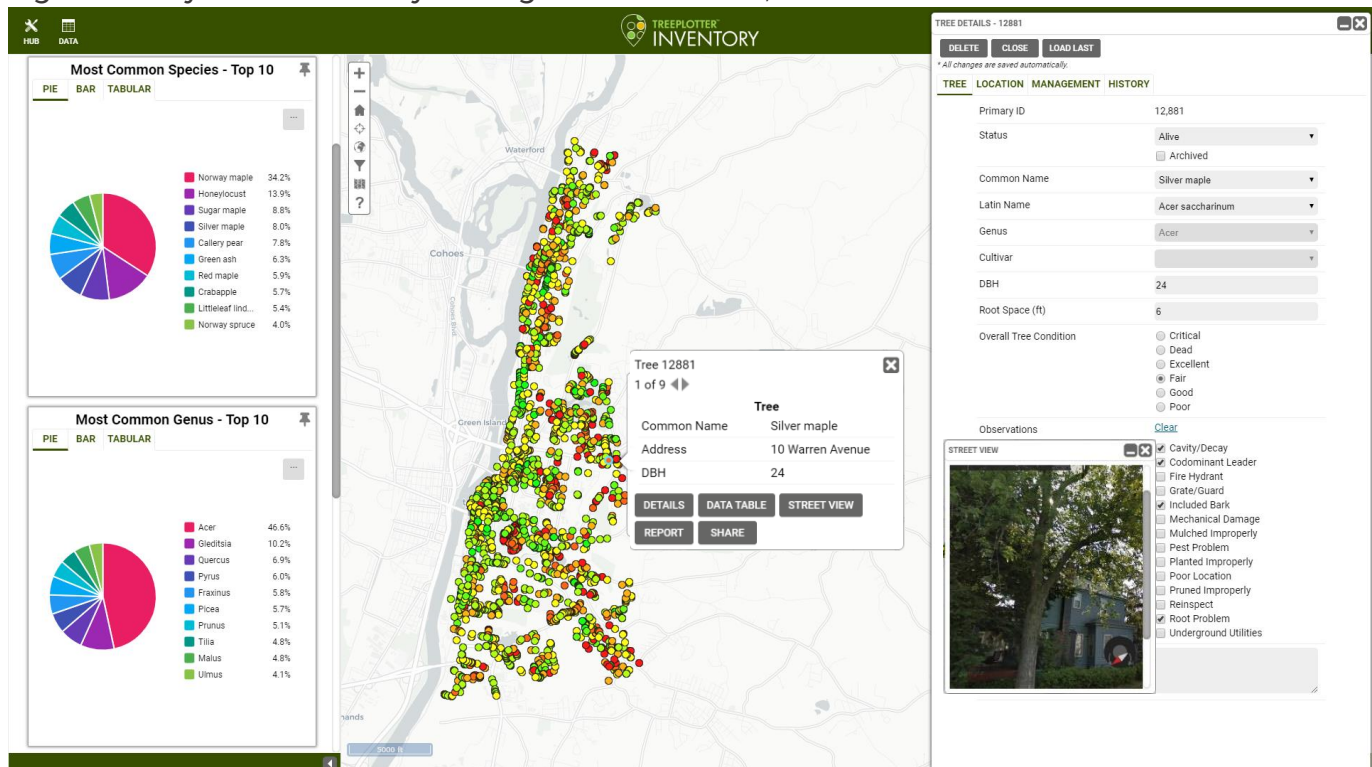 HUB DATA
TREEPLOTTER™
INVENTORY
Most Common Species - Top 10
PIE BAR TABULAR
...
Norway maple 34.2%
Honeylocust 13.9%
Sugar maple 8.8%
Silver maple 8.0%
Callery pear 7.8%
Green ash 6.3%
Red maple 5.9%
Crabapple 5.7%
Littleleaf lind... 5.4%
Norway spruce 4.0%
Most Common Genus - Top 10
PIE BAR TABULAR
...
Acer 46.6%
Gleditsia 10.2%
Quercus 6.9%
Pyrus 6.0%
Fraxinus 5.8%
Picea 5.7%
Prunus 5.1%
Tilia 4.8%
Malus 4.8%
Ulmus 4.1%
+
−
?
Waterford
Cohoes
Cohoes Blvd
Green Island
hands
5000 ft
Tree 12881
1 of 9
Tree
Common Name Silver maple
Address 10 Warren Avenue
DBH 24
DETAILS DATA TABLE STREET VIEW
REPORT SHARE
TREE DETAILS - 12881
DELETE CLOSE LOAD LAST
* All changes are saved automatically.
TREE LOCATION MANAGEMENT HISTORY
Primary ID 12,881
Status Alive
Archived
Common Name Silver maple
Latin Name Acer saccharinum
Genus Acer
Cultivar
DBH 24
Root Space (ft) 6
Overall Tree Condition Critical
Dead
Excellent
Fair
Good
Poor
Observations Clear
STREET VIEW
Cavity/Decay
Codominant Leader
Fire Hydrant
Grate/Guard
Included Bark
Mechanical Damage
Mulched Improperly
Pest Problem
Planted Improperly
Poor Location
Pruned Improperly
Reinspect
Root Problem
Underground Utilities